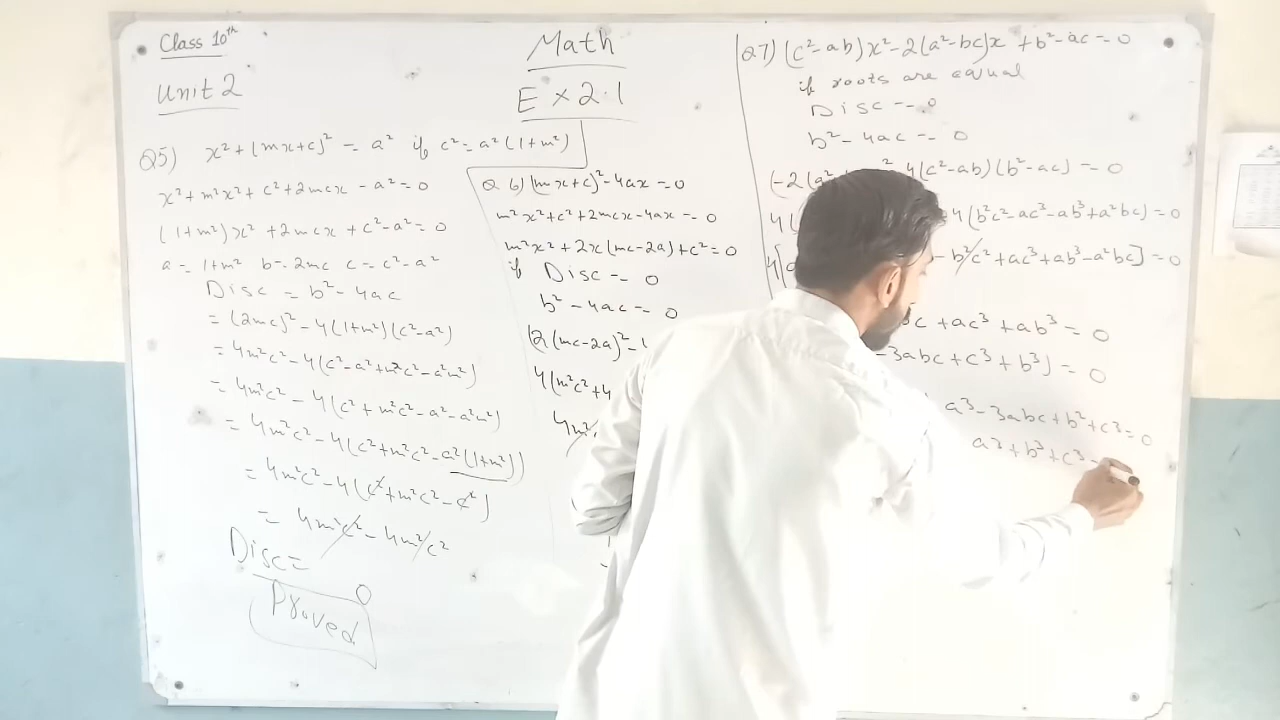 Class 10th
Unit 2
Math
Ex 2.1
Q5) x² + (mx+c)² = a² if c² = a²(1+m²)
x² + m²x² + c² + 2mcx - a² = 0
(1+m²)x² + 2mcx + c² - a² = 0
a = 1+m² b = 2mc c = c² - a²
Disc = b² - 4ac
= (2mc)² - 4(1+m²)(c²-a²)
= 4m²c² - 4(c² - a² + m²c² - a²m²)
= 4m²c² - 4(c² + m²c² - a² - a²m²)
= 4m²c² - 4(c² + m²c² - a²(1+m²))
= 4m²c² - 4(c² + m²c² - c²)
= 4m²c² - 4m²c²
Disc = 0
Proved
Q6) (mx+c)² - 4ax = 0
m²x² + c² + 2mcx - 4ax = 0
m²x² + 2x(mc-2a) + c² = 0
if Disc = 0
b² - 4ac = 0
(2(mc-2a)² -
4(m²c² + 4
4m²
Q7) (c²-ab)x² - 2(a²-bc)x + b² - ac = 0
if roots are equal
Disc = 0
b² - 4ac = 0
(-2(a² 4(c²-ab)(b²-ac) = 0
4( 4(b²c² - ac³ - ab³ + a²bc) = 0
4[ - b²c² + ac³ + ab³ - a²bc] = 0
bc + ac³ + ab³ = 0
-3abc + c³ + b³) = 0
a³ - 3abc + b³ + c³ = 0
a³ + b³ + c³ =